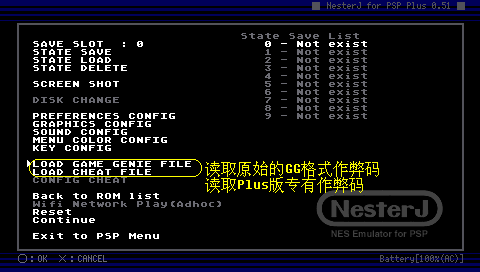 NesterJ for PSP Plus 0.51
SAVE SLOT : 0
STATE SAVE
STATE LOAD
STATE DELETE
SCREEN SHOT
DISK CHANGE
PREFERENCES CONFIG
GRAPHICS CONFIG
SOUND CONFIG
MENU COLOR CONFIG
KEY CONFIG
LOAD GAME GENIE FILE
LOAD CHEAT FILE
CONFIG CHEAT
Back to ROM list
Wifi Network Play(Adhoc)
Reset
Continue
Exit to PSP Menu
State Save List
0 - Not exist
1 - Not exist
2 - Not exist
3 - Not exist
4 - Not exist
5 - Not exist
6 - Not exist
7 - Not exist
8 - Not exist
9 - Not exist
读取原始的GG格式作弊码
读取Plus版专有作弊码
NesterJ
NES Emulator for PSP
○: OK ×: CANCEL
Battery[100%(AC)]